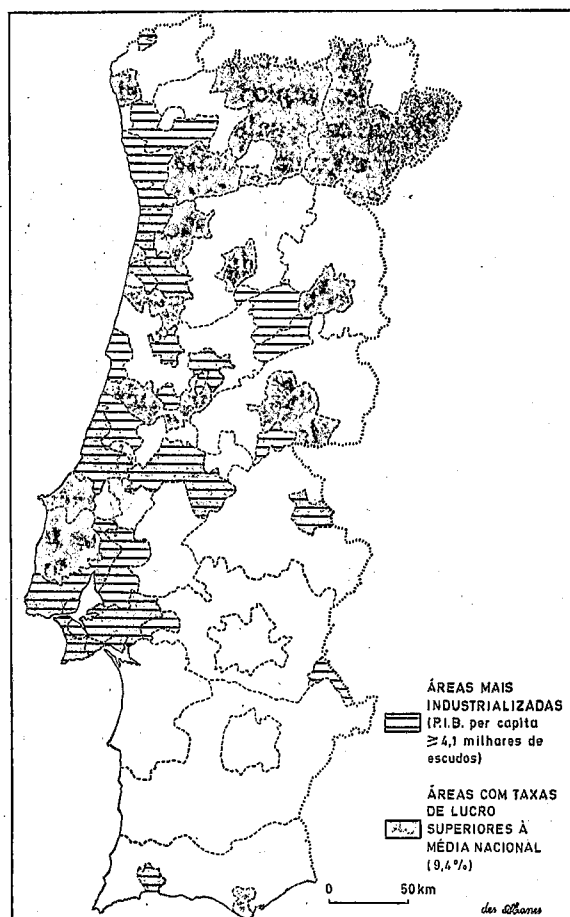 ÁREAS MAIS
INDUSTRIALIZADAS
(P.I.B. per capita
≥ 4,1 milhares de
escudos)
ÁREAS COM TAXAS
DE LUCRO
SUPERIORES À
MÉDIA NACIONAL
(9,4%)
0 50 km
des